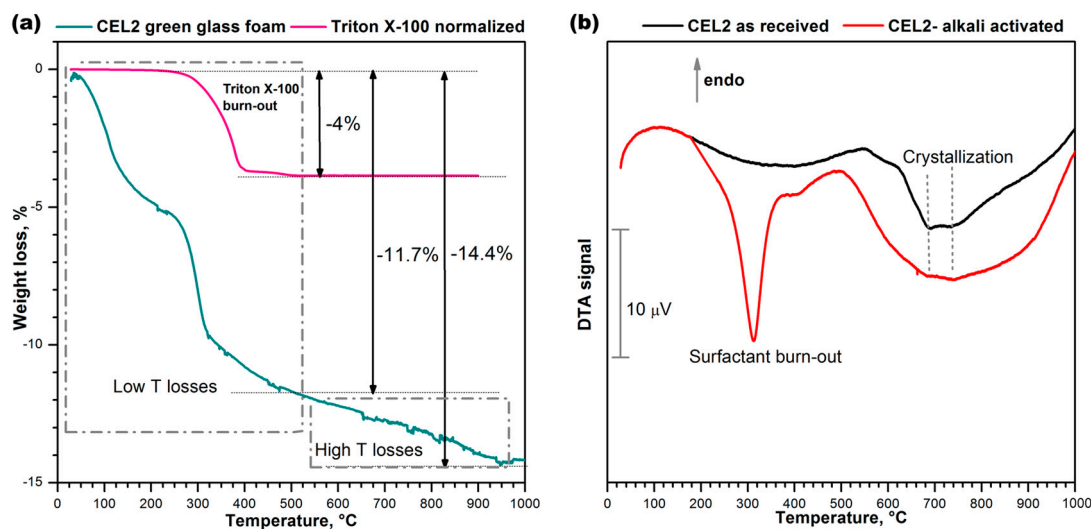 (a)
CEL2 green glass foam
Triton X-100 normalized
0
-5
-10
-15
Weight loss, %
Triton X-100
burn-out
-4%
-11.7%
-14.4%
Low T losses
High T losses
0 100 200 300 400 500 600 700 800 900 1000
Temperature, °C
(b)
CEL2 as received
CEL2- alkali activated
endo
Crystallization
DTA signal
10 μV
Surfactant burn-out
0 100 200 300 400 500 600 700 800 900 1000
Temperature, °C